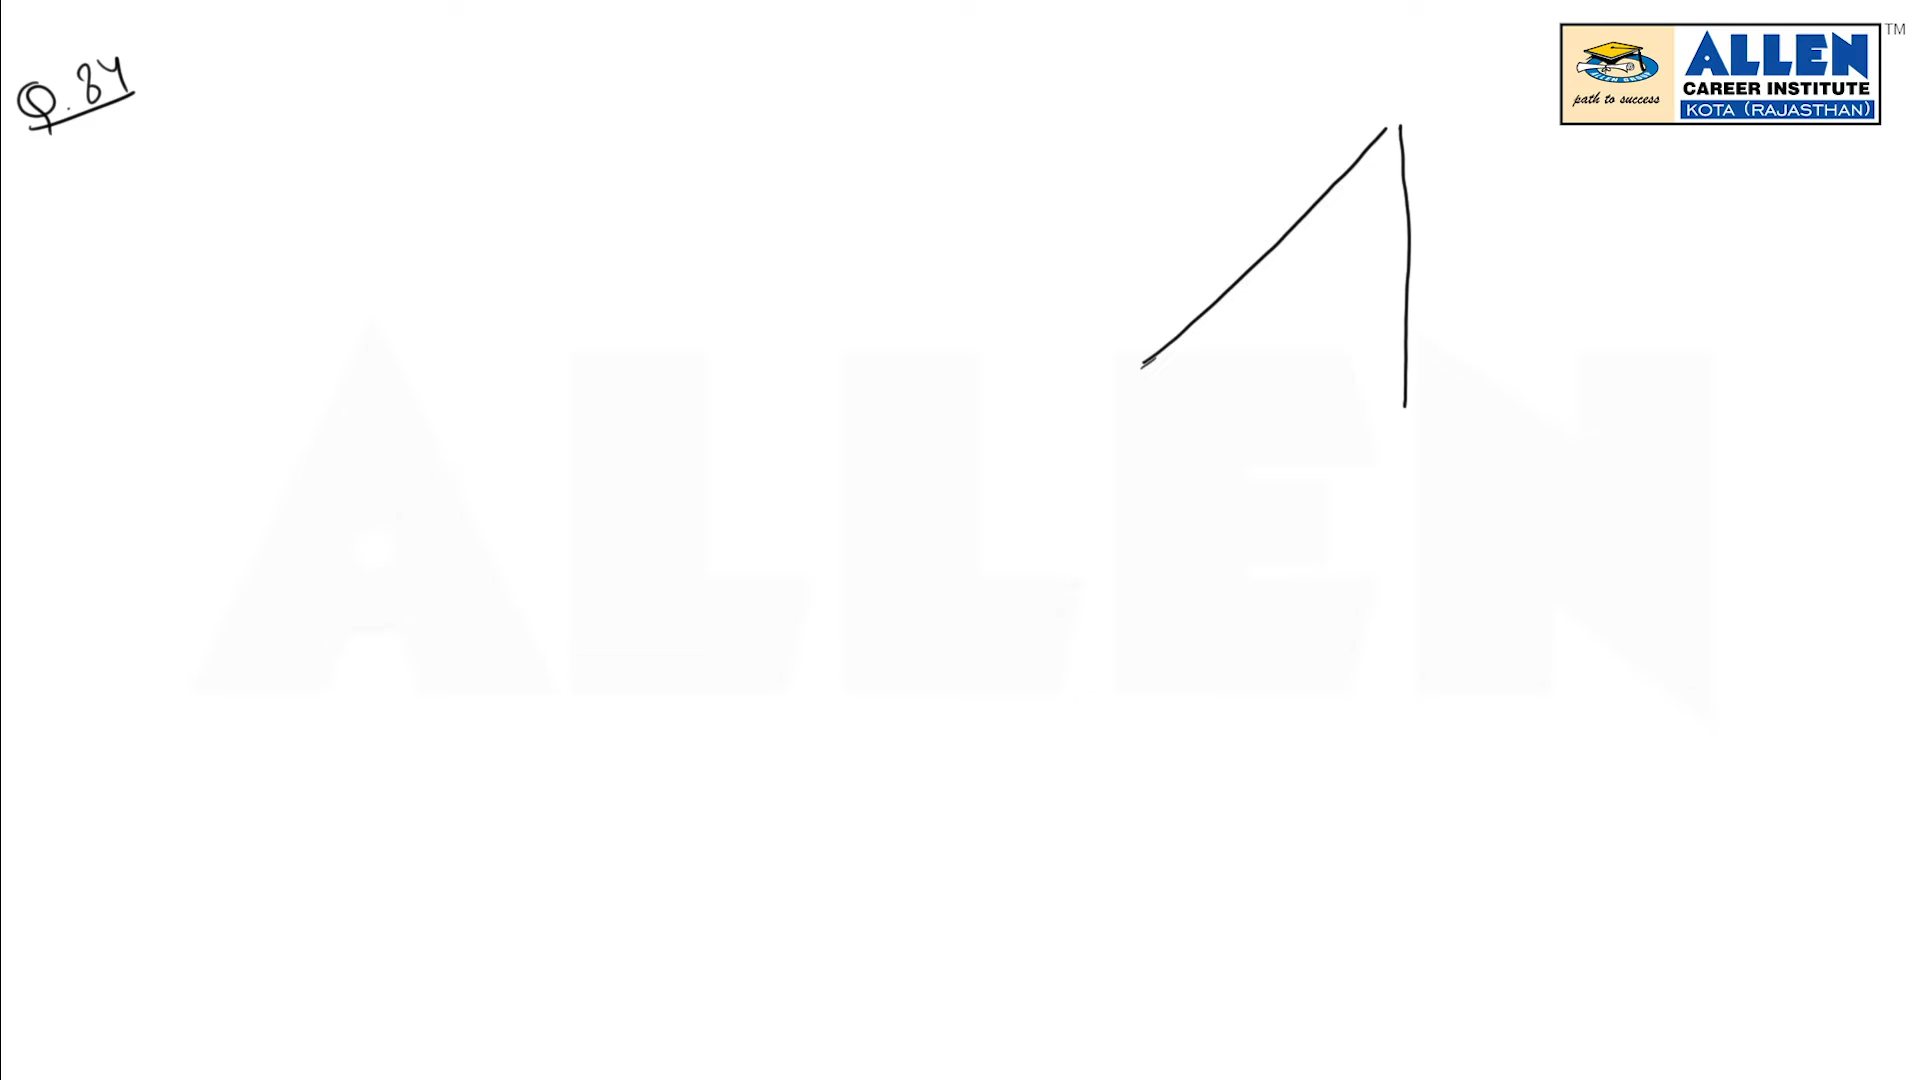 Q. 84
ALLEN
TM
CAREER INSTITUTE
KOTA (RAJASTHAN)
path to success
ALLEN